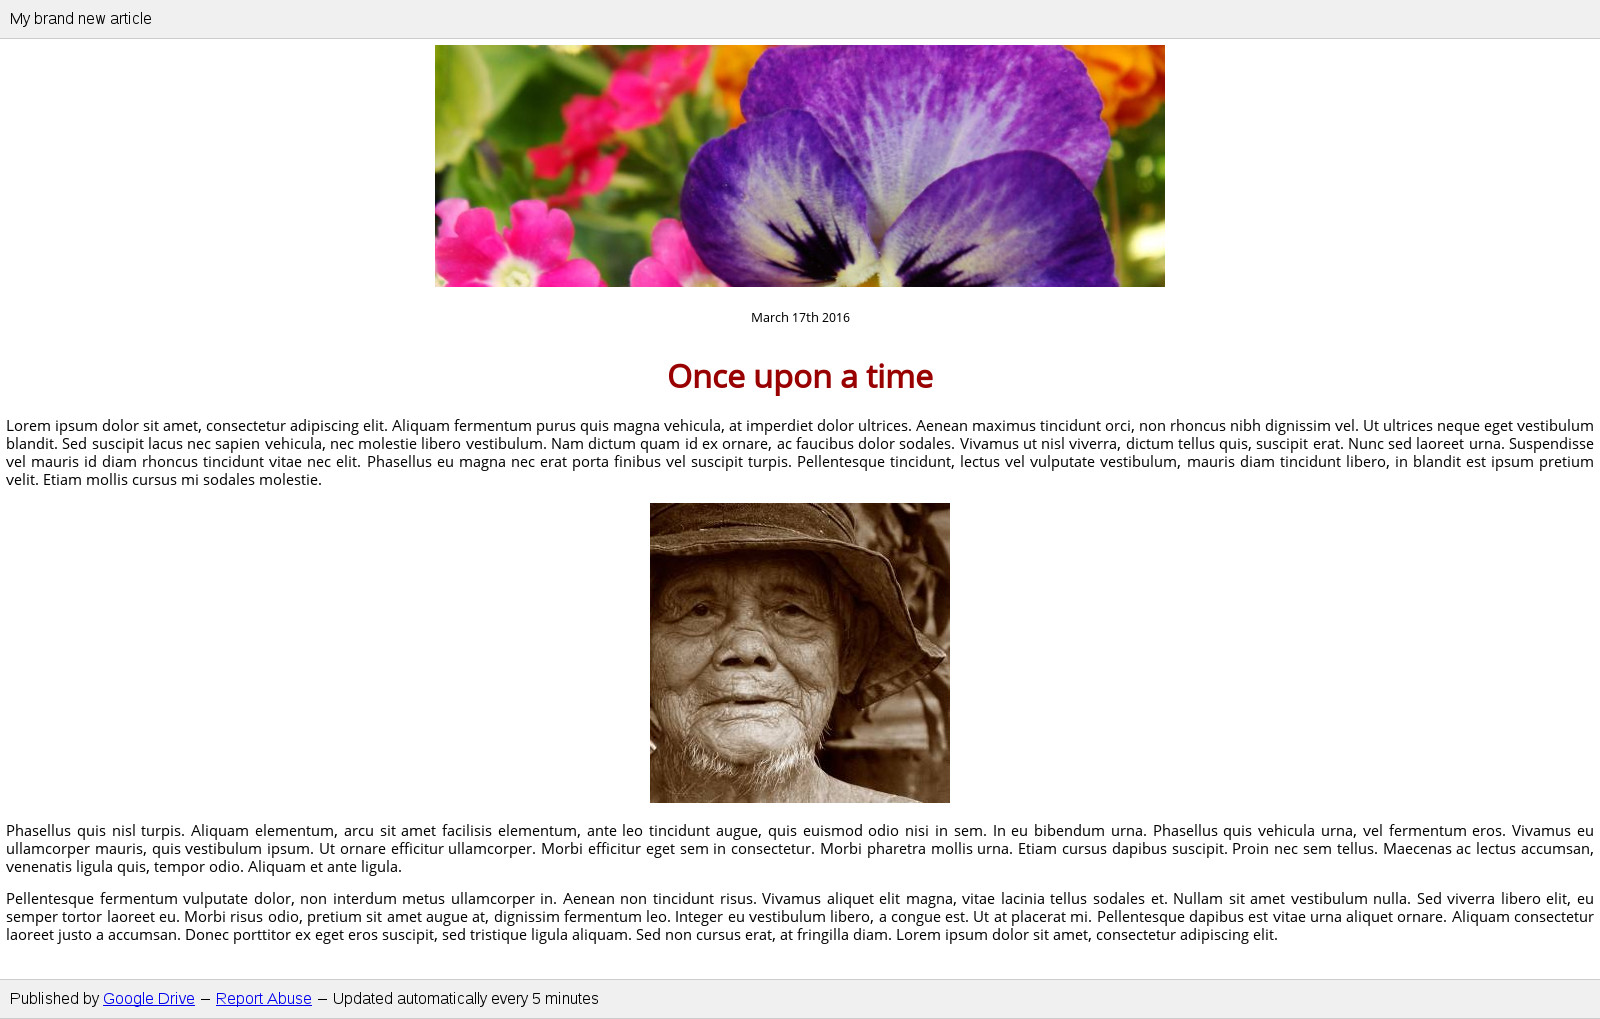 My brand new article
March 17th 2016
Once upon a time
Lorem ipsum dolor sit amet, consectetur adipiscing elit. Aliquam fermentum purus quis magna vehicula, at imperdiet dolor ultrices. Aenean maximus tincidunt orci, non rhoncus nibh dignissim vel. Ut ultrices neque eget vestibulum
blandit. Sed suscipit lacus nec sapien vehicula, nec molestie libero vestibulum. Nam dictum quam id ex ornare, ac faucibus dolor sodales. Vivamus ut nisl viverra, dictum tellus quis, suscipit erat. Nunc sed laoreet urna. Suspendisse
vel mauris id diam rhoncus tincidunt vitae nec elit. Phasellus eu magna nec erat porta finibus vel suscipit turpis. Pellentesque tincidunt, lectus vel vulputate vestibulum, mauris diam tincidunt libero, in blandit est ipsum pretium
velit. Etiam mollis cursus mi sodales molestie.
Phasellus quis nisl turpis. Aliquam elementum, arcu sit amet facilisis elementum, ante leo tincidunt augue, quis euismod odio nisi in sem. In eu bibendum urna. Phasellus quis vehicula urna, vel fermentum eros. Vivamus eu
ullamcorper mauris, quis vestibulum ipsum. Ut ornare efficitur ullamcorper. Morbi efficitur eget sem in consectetur. Morbi pharetra mollis urna. Etiam cursus dapibus suscipit. Proin nec sem tellus. Maecenas ac lectus accumsan,
venenatis ligula quis, tempor odio. Aliquam et ante ligula.
Pellentesque fermentum vulputate dolor, non interdum metus ullamcorper in. Aenean non tincidunt risus. Vivamus aliquet elit magna, vitae lacinia tellus sodales et. Nullam sit amet vestibulum nulla. Sed viverra libero elit, eu
semper tortor laoreet eu. Morbi risus odio, pretium sit amet augue at, dignissim fermentum leo. Integer eu vestibulum libero, a congue est. Ut at placerat mi. Pellentesque dapibus est vitae urna aliquet ornare. Aliquam consectetur
laoreet justo a accumsan. Donec porttitor ex eget eros suscipit, sed tristique ligula aliquam. Sed non cursus erat, at fringilla diam. Lorem ipsum dolor sit amet, consectetur adipiscing elit.
Published by Google Drive – Report Abuse – Updated automatically every 5 minutes